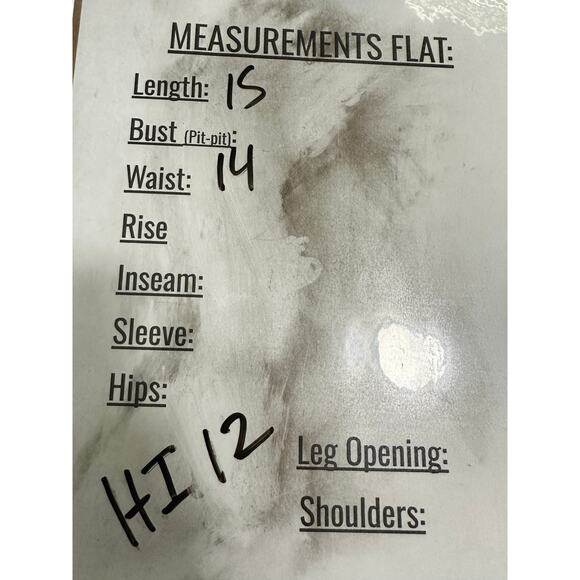 MEASUREMENTS FLAT:
Length: 15
Bust (Pit-pit):
Waist: 14
Rise
Inseam:
Sleeve:
Hips:
HI 12
Leg Opening:
Shoulders: